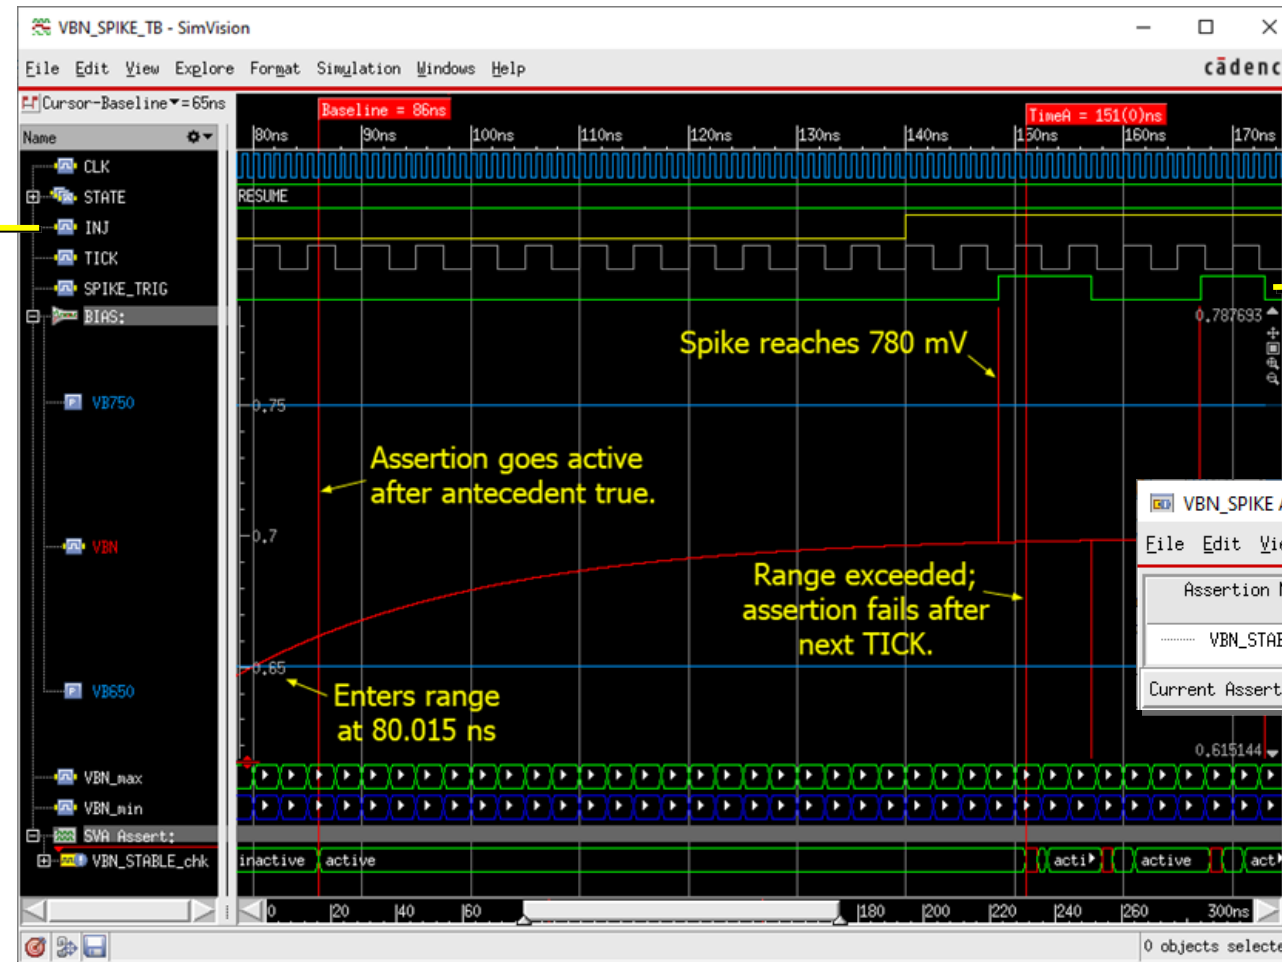 VBN_SPIKE_TB - SimVision
File Edit View Explore Format Simulation Windows Help
cādenc
Cursor-Baseline▼=65ns
Baseline = 86ns
TimeA = 151(0)ns
Name
80ns 90ns 100ns 110ns 120ns 130ns 140ns 150ns 160ns 170ns
CLK
STATE
RESUME
INJ
TICK
SPIKE_TRIG
BIAS:
0.787693
Spike reaches 780 mV
VB750
0.75
Assertion goes active
after antecedent true.
VBN_SPIKE
File Edit Vi
0.7
VBN
Range exceeded;
assertion fails after
next TICK.
Assertion
VBN_STAB
0.65
VB650
Current Assert
Enters range
at 80.015 ns
0.615144
VBN_max
VBN_min
SVA Assert:
VBN_STABLE_chk
inactive active acti active act
0 20 40 60 180 200 220 240 260 300ns
0 objects selecte